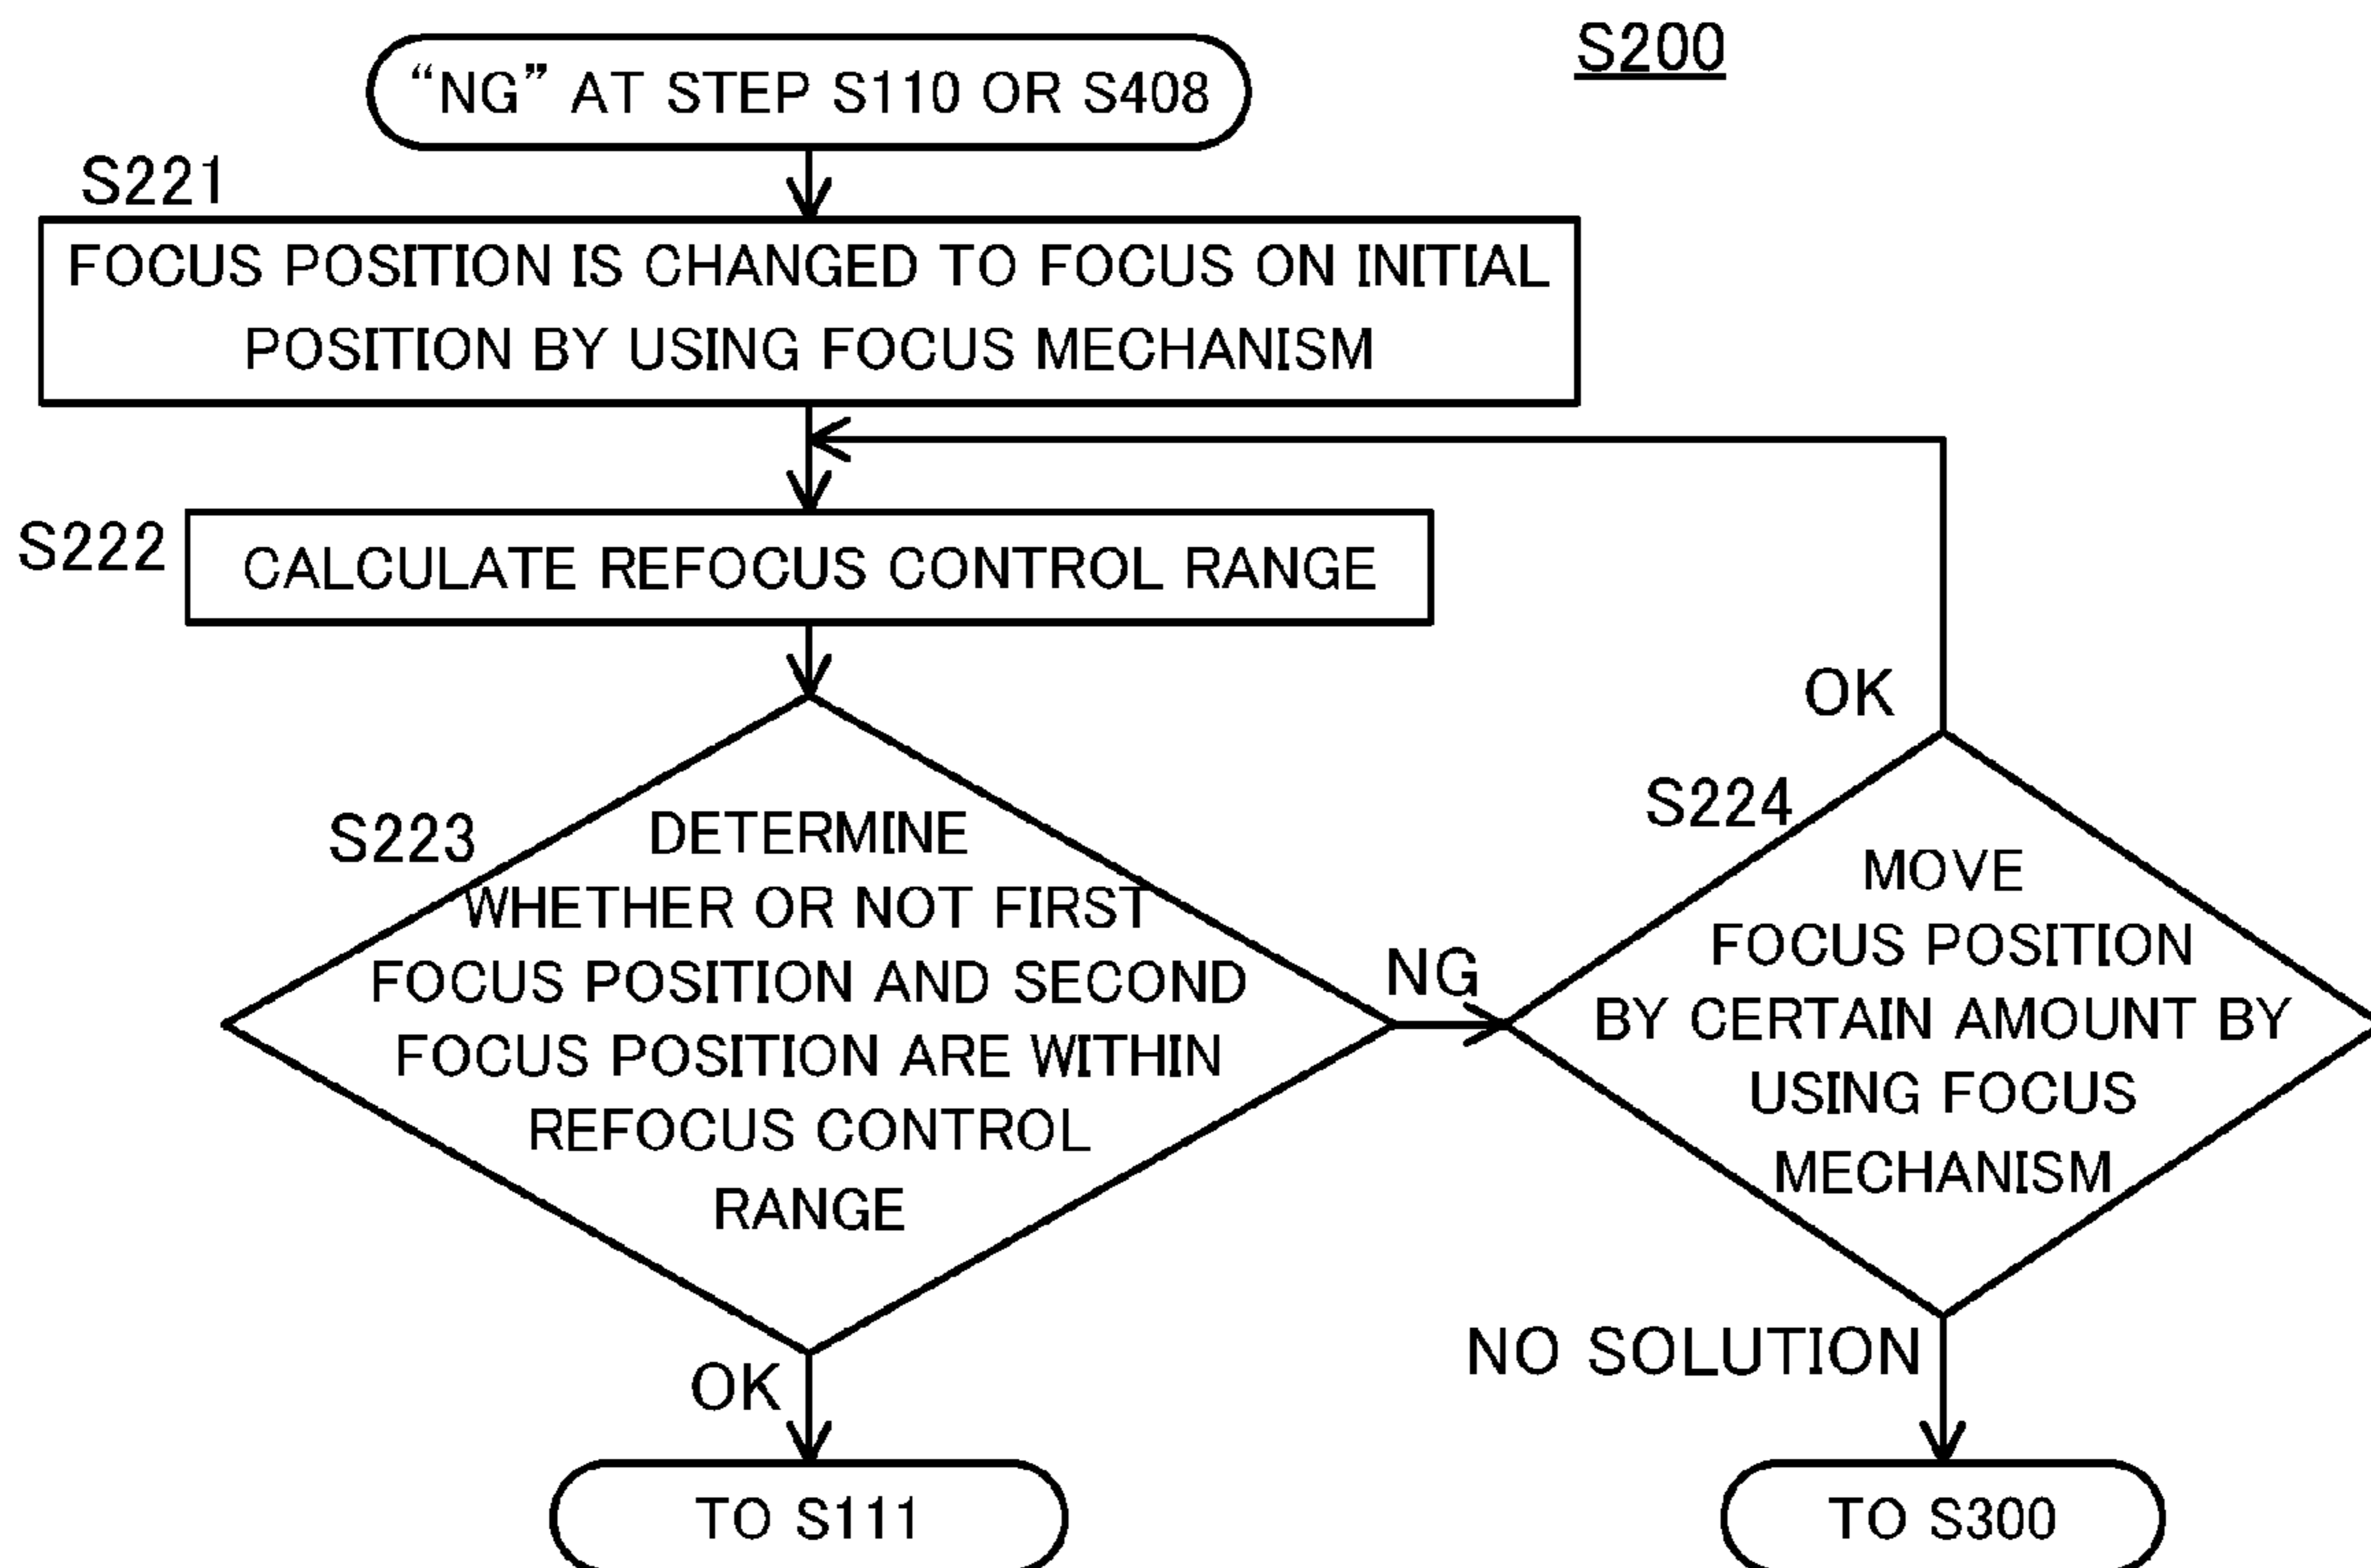 S200
“NG” AT STEP S110 OR S408
S221
FOCUS POSITION IS CHANGED TO FOCUS ON INITIAL
POSITION BY USING FOCUS MECHANISM
S222
CALCULATE REFOCUS CONTROL RANGE
S223
DETERMINE
WHETHER OR NOT FIRST
FOCUS POSITION AND SECOND
FOCUS POSITION ARE WITHIN
REFOCUS CONTROL
RANGE
NG
OK
S224
MOVE
FOCUS POSITION
BY CERTAIN AMOUNT BY
USING FOCUS
MECHANISM
OK
TO S111
NO SOLUTION
TO S300